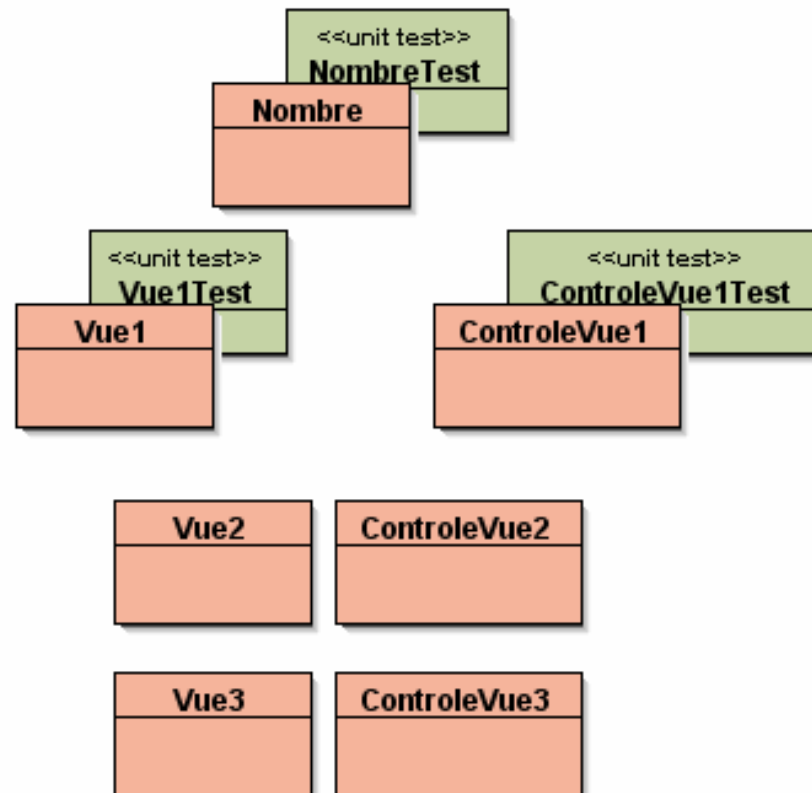 <<unit test>>
NombreTest
Nombre
<<unit test>>
Vue1Test
Vue1
<<unit test>>
ControleVue1Test
ControleVue1
Vue2
ControleVue2
Vue3
ControleVue3